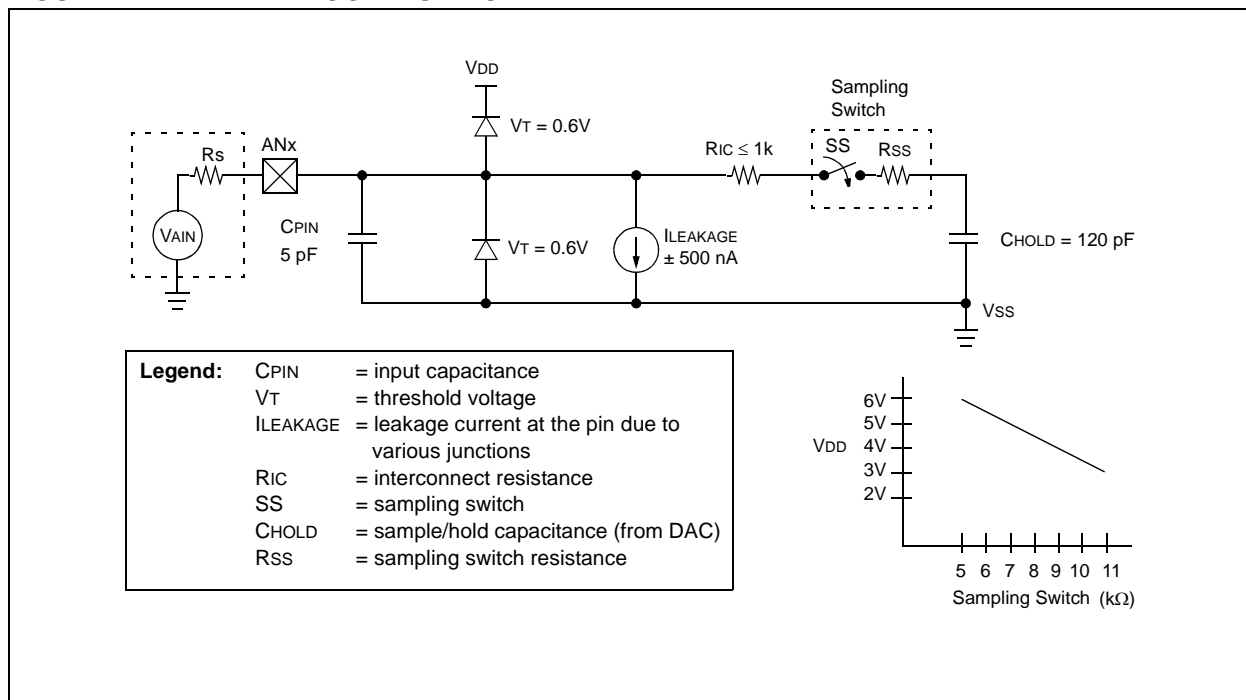 VDD
Sampling
Switch
VT = 0.6V
ANx
RS
RIC ≤ 1k
SS
RSS
VAIN
CPIN
5 pF
VT = 0.6V
ILEAKAGE
± 500 nA
CHOLD = 120 pF
VSS
Legend: CPIN = input capacitance
VT = threshold voltage
ILEAKAGE = leakage current at the pin due to
various junctions
RIC = interconnect resistance
SS = sampling switch
CHOLD = sample/hold capacitance (from DAC)
RSS = sampling switch resistance
6V
5V
VDD 4V
3V
2V
5 6 7 8 9 10 11
Sampling Switch (kΩ)